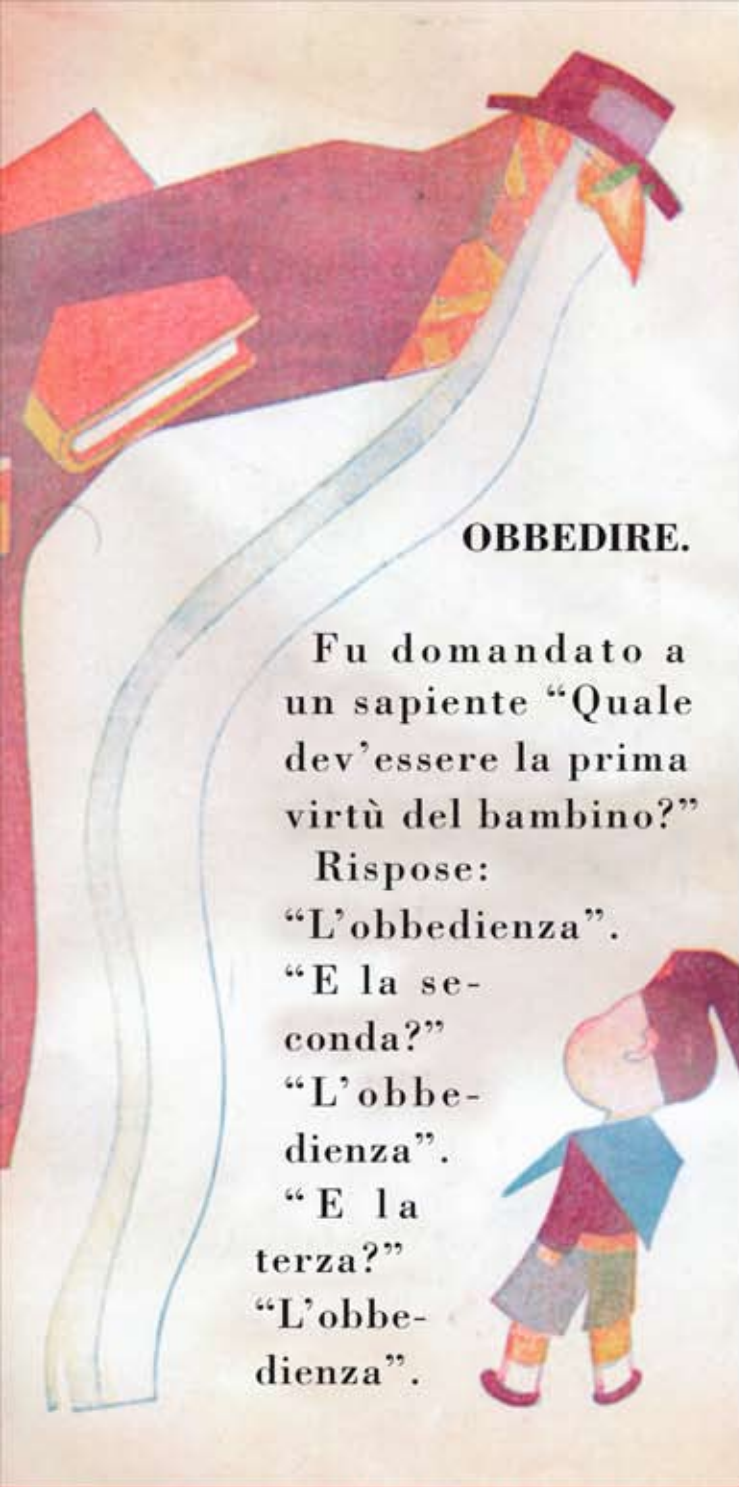 OBBEDIRE.
Fu domandato a
un sapiente “Quale
dev’essere la prima
virtù del bambino?”
Rispose:
“L’obbedienza”.
“E la se-
conda?”
“L’obbe-
dienza”.
“E la
terza?”
“L’obbe-
dienza”.